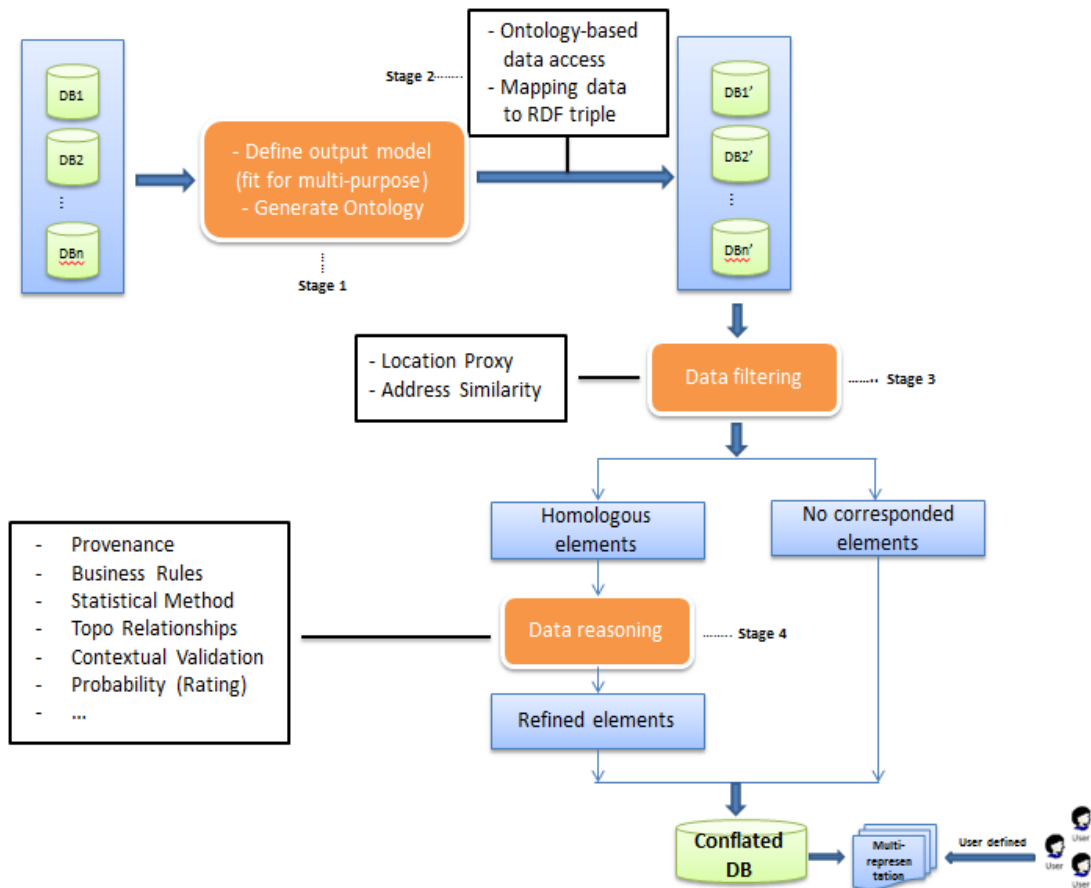 DB1
DB2
⋮
DBn
- Define output model
(fit for multi-purpose)
- Generate Ontology
Stage 1
Stage 2........
- Ontology-based
data access
- Mapping data
to RDF triple
DB1'
DB2'
⋮
DBn'
- Location Proxy
- Address Similarity
Data filtering
........ Stage 3
Homologous
elements
No corresponded
elements
- Provenance
- Business Rules
- Statistical Method
- Topo Relationships
- Contextual Validation
- Probability (Rating)
- ...
Data reasoning
........ Stage 4
Refined elements
Conflated
DB
Multi-
represen
tation
User defined
User
User
User